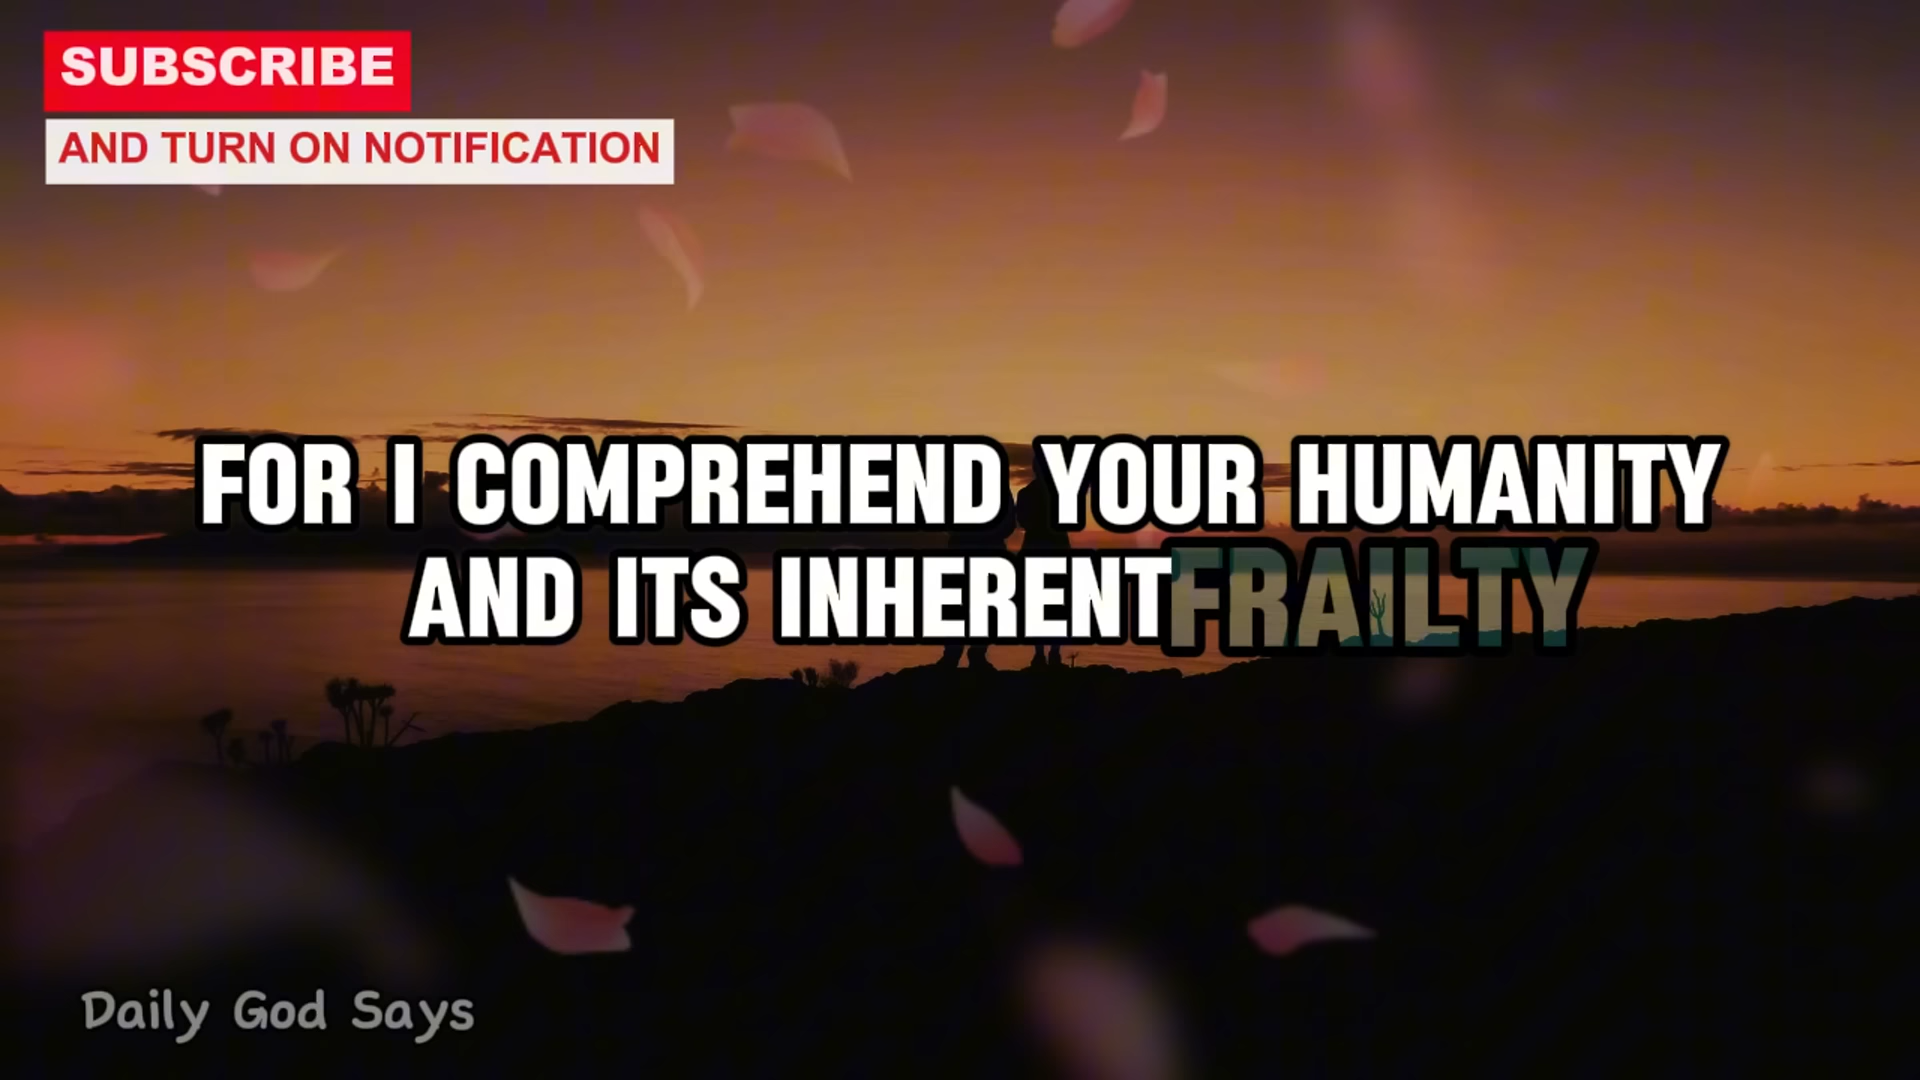 SUBSCRIBE
AND TURN ON NOTIFICATION
FOR I COMPREHEND YOUR HUMANITY
AND ITS INHERENT FRAILTY
Daily God Says